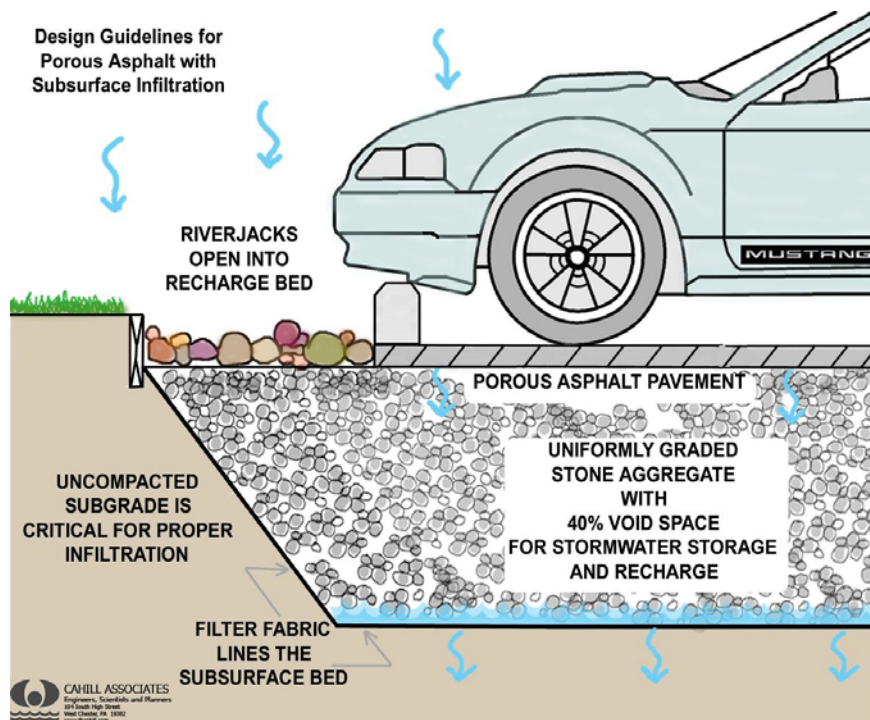 Design Guidelines for
Porous Asphalt with
Subsurface Infiltration
RIVERJACKS
OPEN INTO
RECHARGE BED
MUSTANG
POROUS ASPHALT PAVEMENT
UNIFORMLY GRADED
STONE AGGREGATE
WITH
40% VOID SPACE
FOR STORMWATER STORAGE
AND RECHARGE
UNCOMPACTED
SUBGRADE IS
CRITICAL FOR PROPER
INFILTRATION
FILTER FABRIC
LINES THE
SUBSURFACE BED
CAHILL ASSOCIATES
Engineers, Scientists and Planners
104 South High Street
West Chester, PA 19382